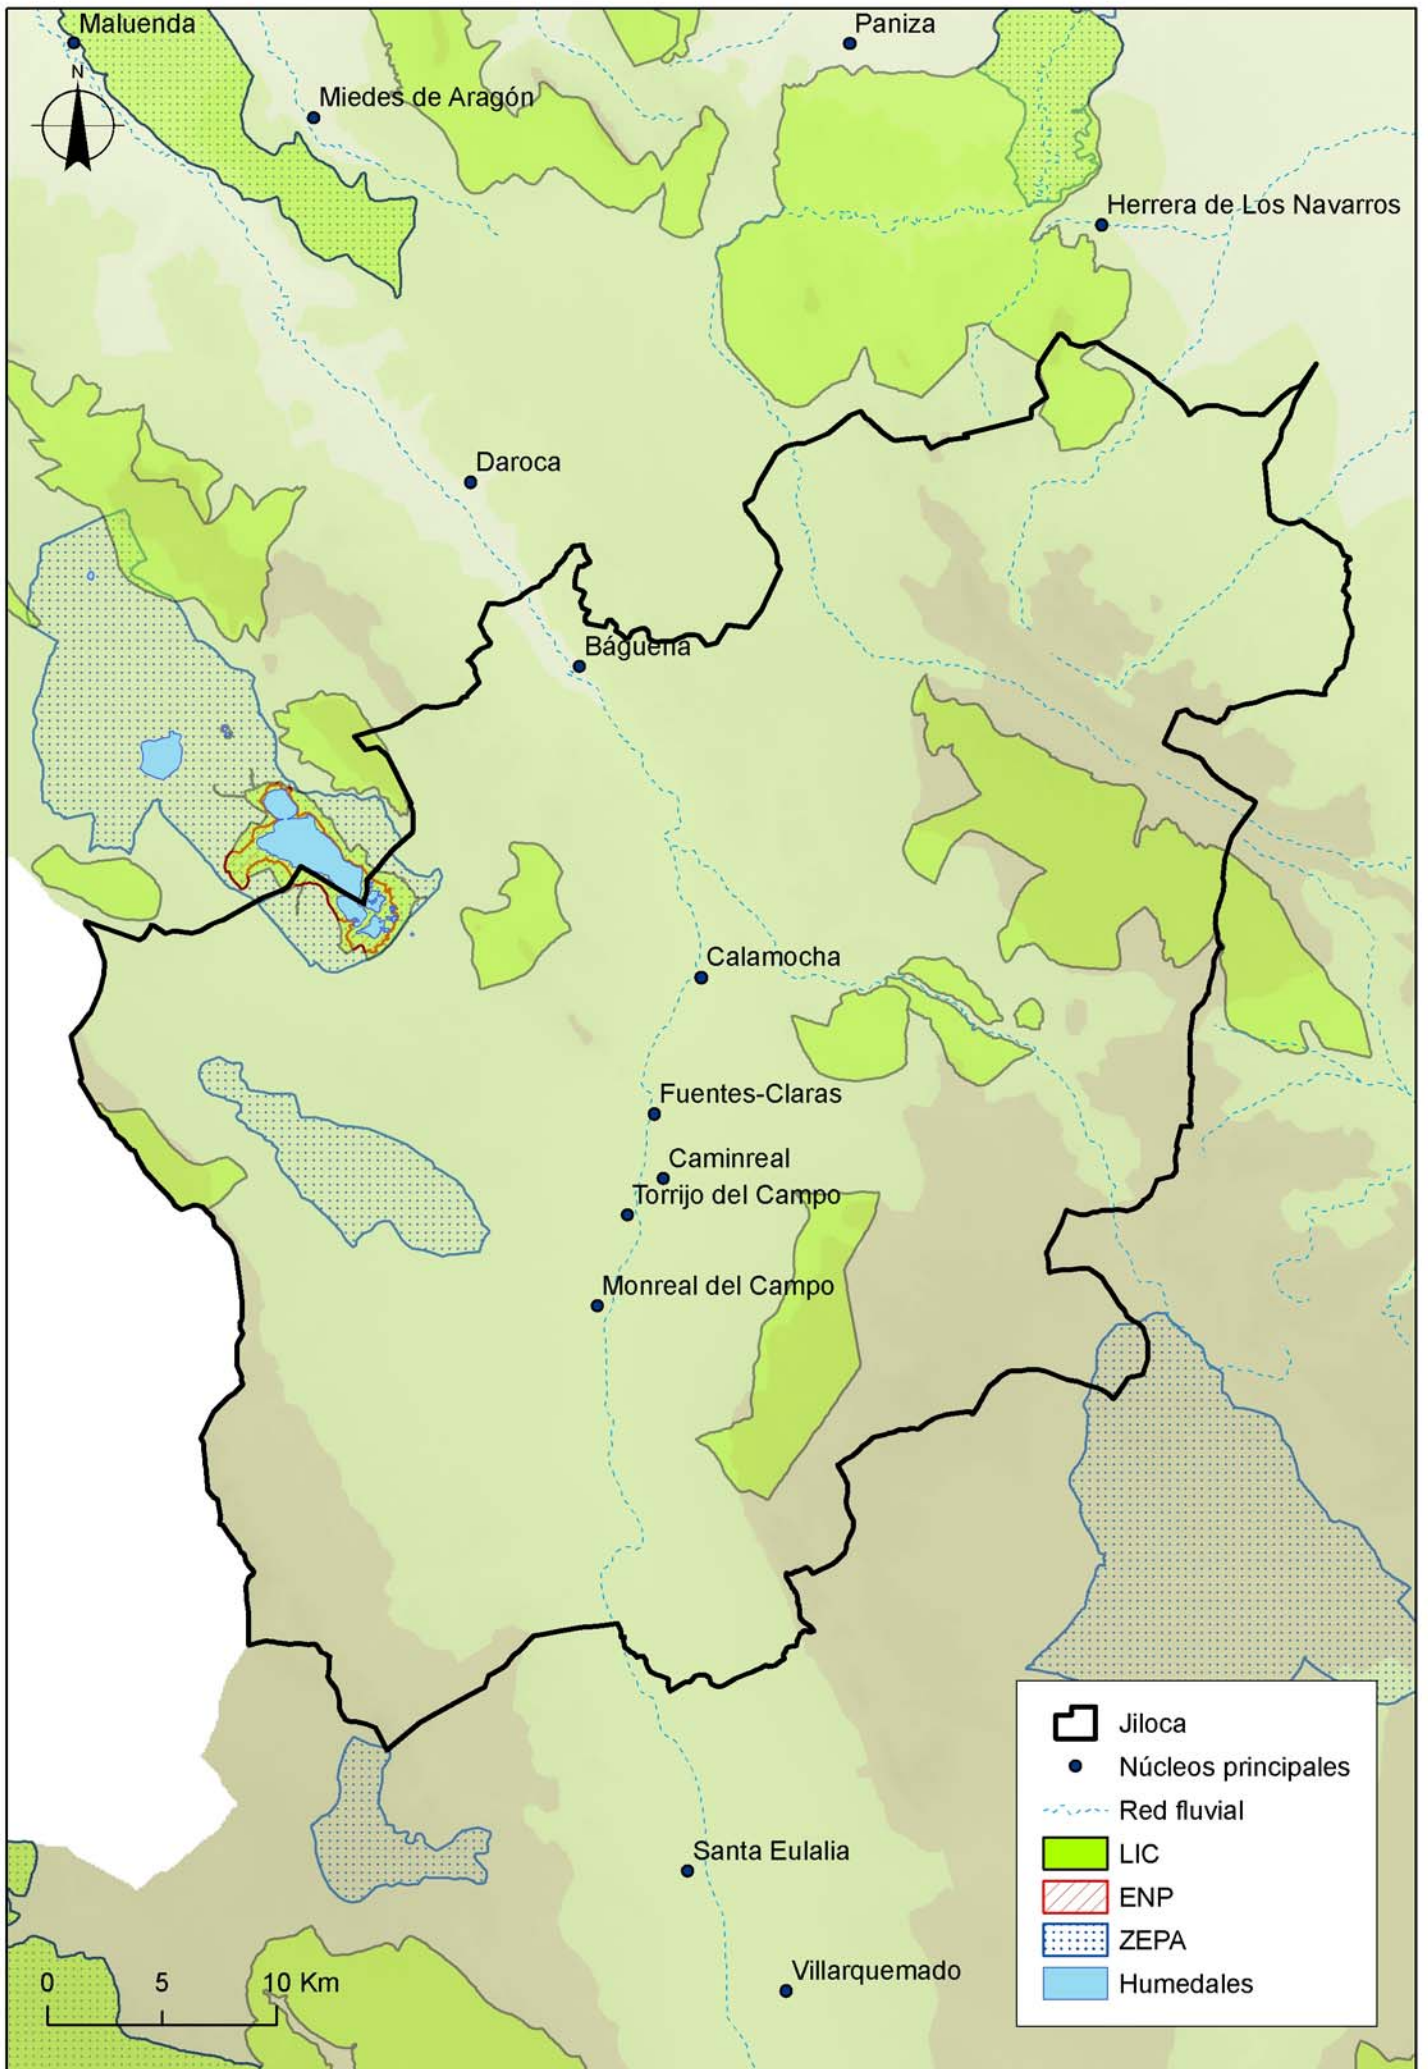 Maluenda
Paniza
N
Miedes de Aragón
Herrera de Los Navarros
Daroca
Báguena
Calamocha
Fuentes-Claras
Caminreal
Torrijo del Campo
Monreal del Campo
Jiloca
Núcleos principales
Red fluvial
Santa Eulalia
LIC
ENP
ZEPA
Villarquemado
0 5 10 Km
Humedales